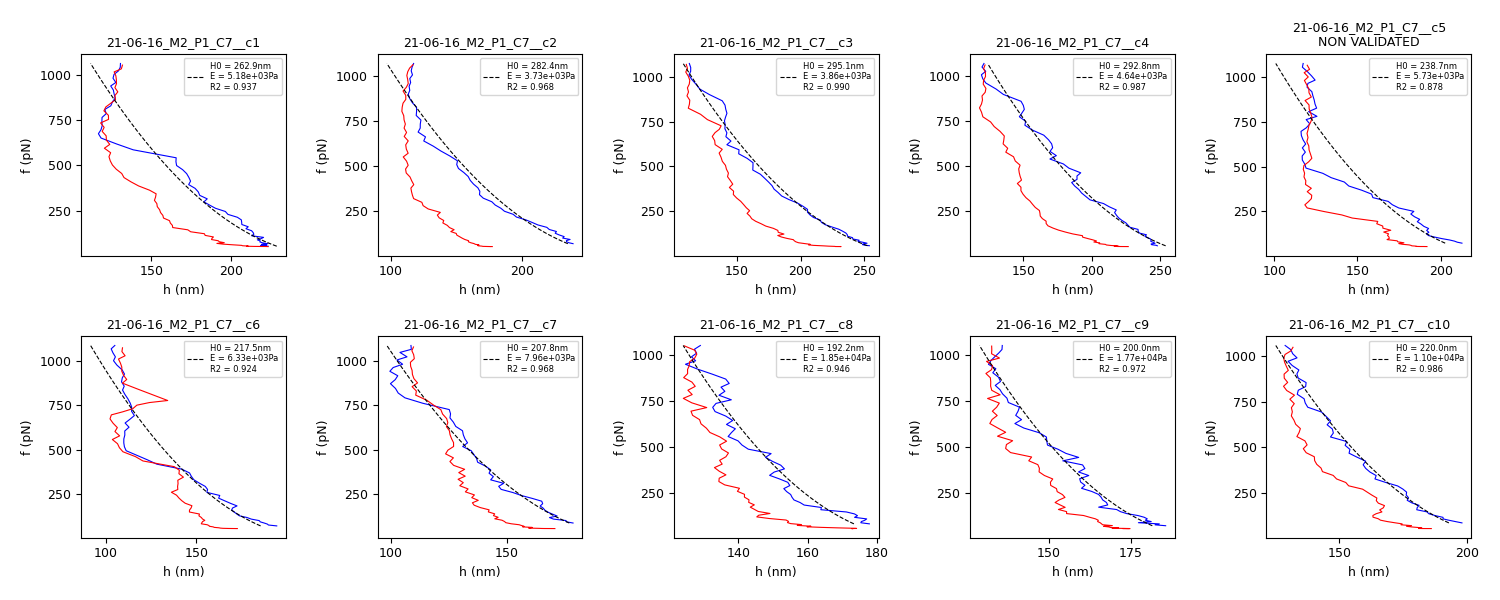 21-06-16_M2_P1_C7__c1
H0 = 262.9nm
E = 5.18e+03Pa
R2 = 0.937
1000
750
500
250
f (pN)
150
200
h (nm)
21-06-16_M2_P1_C7__c2
H0 = 282.4nm
E = 3.73e+03Pa
R2 = 0.968
1000
750
500
250
f (pN)
100
200
h (nm)
21-06-16_M2_P1_C7__c3
H0 = 295.1nm
E = 3.86e+03Pa
R2 = 0.990
1000
750
500
250
f (pN)
150
200
250
h (nm)
21-06-16_M2_P1_C7__c4
H0 = 292.8nm
E = 4.64e+03Pa
R2 = 0.987
1000
750
500
250
f (pN)
150
200
250
h (nm)
21-06-16_M2_P1_C7__c5
NON VALIDATED
H0 = 238.7nm
E = 5.73e+03Pa
R2 = 0.878
1000
750
500
250
f (pN)
100
150
200
h (nm)
21-06-16_M2_P1_C7__c6
H0 = 217.5nm
E = 6.33e+03Pa
R2 = 0.924
1000
750
500
250
f (pN)
100
150
h (nm)
21-06-16_M2_P1_C7__c7
H0 = 207.8nm
E = 7.96e+03Pa
R2 = 0.968
1000
750
500
250
f (pN)
100
150
h (nm)
21-06-16_M2_P1_C7__c8
H0 = 192.2nm
E = 1.85e+04Pa
R2 = 0.946
1000
750
500
250
f (pN)
140
160
180
h (nm)
21-06-16_M2_P1_C7__c9
H0 = 200.0nm
E = 1.77e+04Pa
R2 = 0.972
1000
750
500
250
f (pN)
150
175
h (nm)
21-06-16_M2_P1_C7__c10
H0 = 220.0nm
E = 1.10e+04Pa
R2 = 0.986
1000
750
500
250
f (pN)
150
200
h (nm)